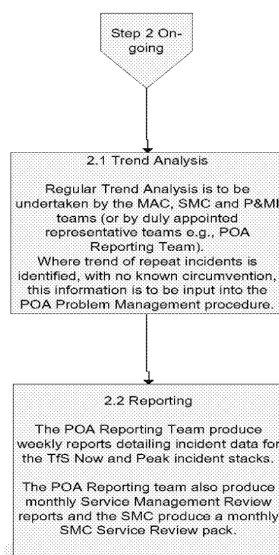 Step 2 On-
going
2.1 Trend Analysis
Regular Trend Analysis is to be
undertaken by the MAC, SMC and
teams (or by duly appointed
representative teams e.g., POA
Reporting Team).
Where trend of repeat incidents is
identified, with no known circumvention,
this information is to be input into the
POA Problem Management procedure.
2.2 Reporting
The POA Reporting Team produce
weekly reports detailing incident data for
the TfS Now and Peak incident stacks.
The POA Reporting team also produce
monthly Service Management Review
reports and the SMC produce a monthly
SMC Service Review pack.